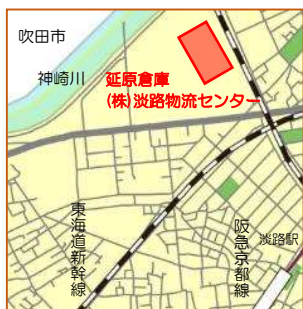 吹田市
神崎川
延原倉庫
(株)淡路物流センター
東海道新幹線
阪急京都線
淡路駅